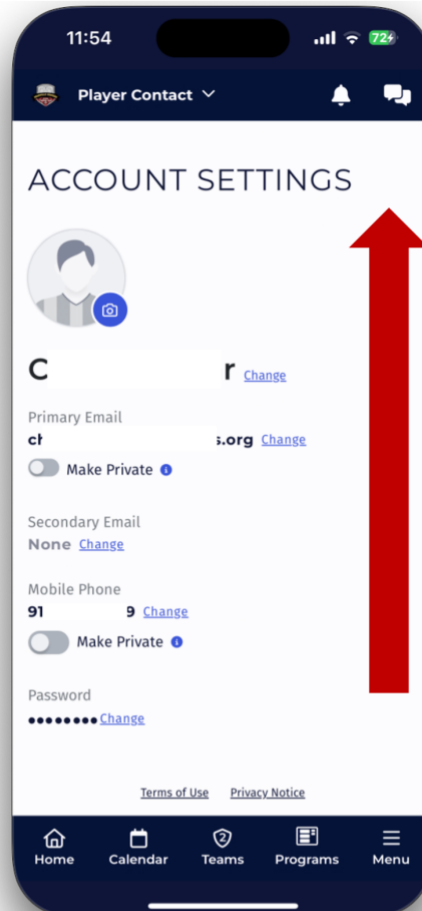 11:54
72
Player Contact
ACCOUNT SETTINGS
C r Change
Primary Email
ch s.org Change
Make Private
Secondary Email
None Change
Mobile Phone
91 9 Change
Make Private
Password
Change
Terms of Use Privacy Notice
2
Home Calendar Teams Programs Menu